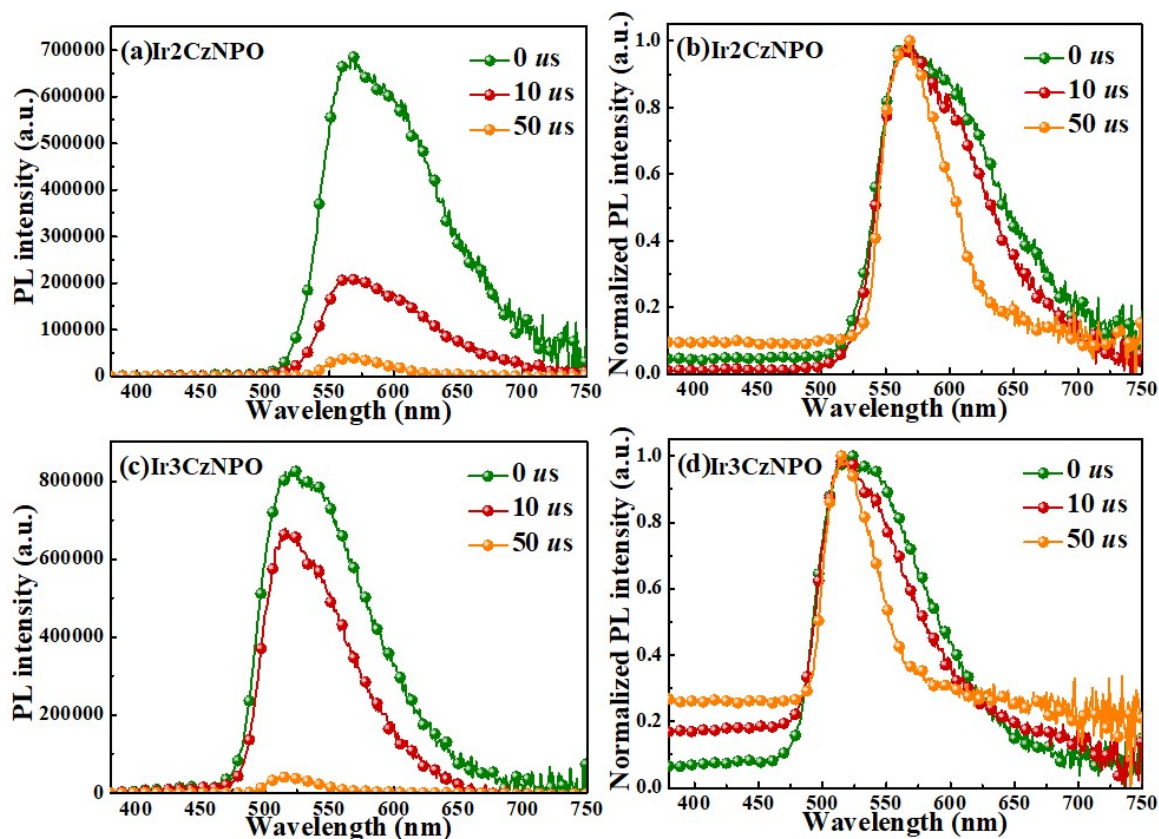 (a)Ir2CzNPO
0 us
10 us
50 us
700000
600000
500000
400000
300000
200000
100000
0
PL intensity (a.u.)
400 450 500 550 600 650 700 750
Wavelength (nm)
(b)Ir2CzNPO
0 us
10 us
50 us
1.0
0.8
0.6
0.4
0.2
0.0
Normalized PL intensity (a.u.)
400 450 500 550 600 650 700 750
Wavelength (nm)
(c)Ir3CzNPO
0 us
10 us
50 us
800000
600000
400000
200000
0
PL intensity (a.u.)
400 450 500 550 600 650 700 750
Wavelength (nm)
(d)Ir3CzNPO
0 us
10 us
50 us
1.0
0.8
0.6
0.4
0.2
0.0
Normalized PL intensity (a.u.)
400 450 500 550 600 650 700 750
Wavelength (nm)